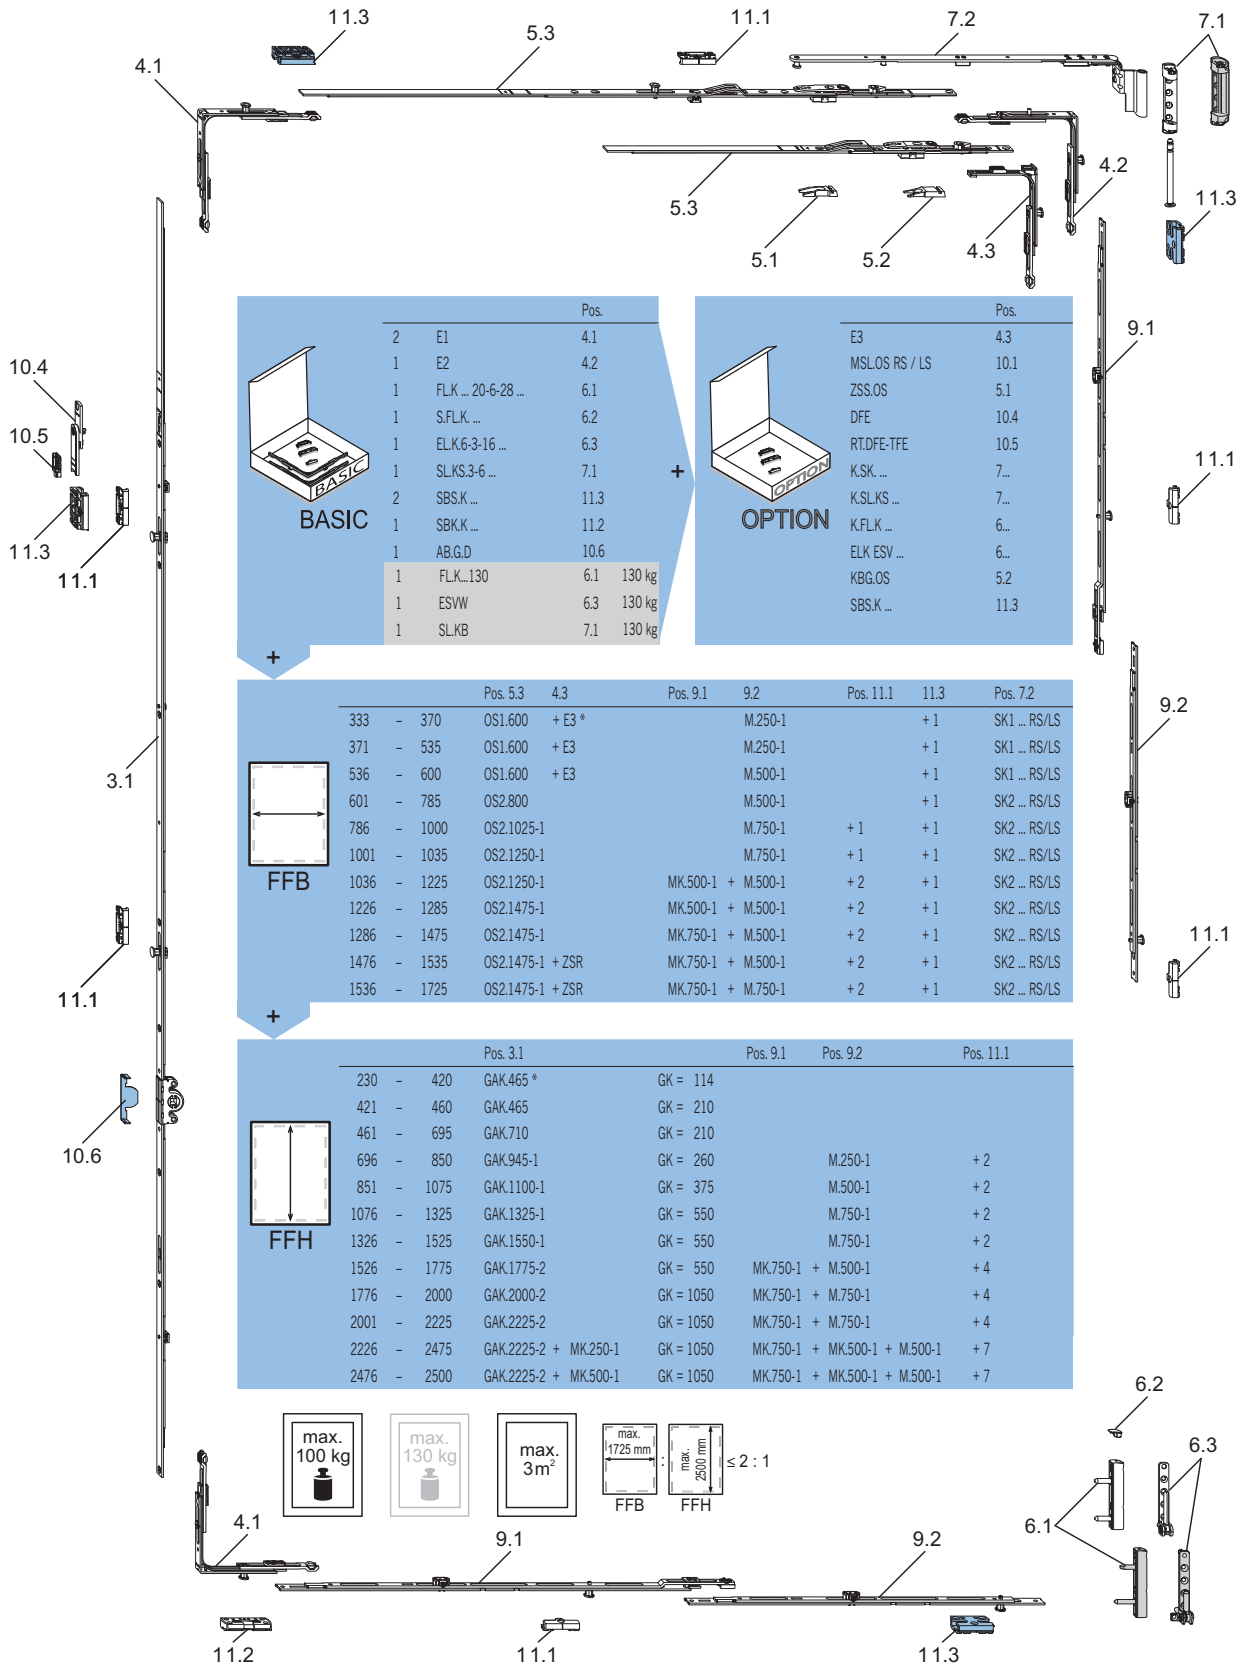 11.3
5.3
11.1
7.2
7.1
4.1
4.2
5.3
11.3
5.1
5.2
4.3
9.1
Pos.
2 E1 4.1
1 E2 4.2
1 FL.K ... 20-6-28 ... 6.1
1 S.FL.K. ... 6.2
1 EL.K.6-3-16 ... 6.3
1 SL.KS.3-6 ... 7.1
2 SBS.K ... 11.3
1 SBK.K ... 11.2
1 AB.G.D 10.6
1 FL.K...130 6.1 130 kg
1 ESVW 6.3 130 kg
1 SL.KB 7.1 130 kg
BASIC
BASIC
+
Pos.
E3 4.3
MSL.OS RS / LS 10.1
ZSS.OS 5.1
DFE 10.4
RT.DFE-TFE 10.5
K.SK. ... 7...
K.SL.KS ... 7...
K.FL.K ... 6...
ELK ESV ... 6...
KBG.OS 5.2
SBS.K ... 11.3
OPTION
OPTION
10.4
10.5
11.3
11.1
11.1
+
Pos. 5.3 4.3 Pos. 9.1 9.2 Pos. 11.1 11.3 Pos. 7.2
333 – 370 OS1.600 + E3 * M.250-1 + 1 SK1 ... RS/LS
371 – 535 OS1.600 + E3 M.250-1 + 1 SK1 ... RS/LS
536 – 600 OS1.600 + E3 M.500-1 + 1 SK1 ... RS/LS
601 – 785 OS2.800 M.500-1 + 1 SK2 ... RS/LS
786 – 1000 OS2.1025-1 M.750-1 + 1 + 1 SK2 ... RS/LS
1001 – 1035 OS2.1250-1 M.750-1 + 1 + 1 SK2 ... RS/LS
1036 – 1225 OS2.1250-1 MK.500-1 + M.500-1 + 2 + 1 SK2 ... RS/LS
1226 – 1285 OS2.1475-1 MK.500-1 + M.500-1 + 2 + 1 SK2 ... RS/LS
1286 – 1475 OS2.1475-1 MK.750-1 + M.500-1 + 2 + 1 SK2 ... RS/LS
1476 – 1535 OS2.1475-1 + ZSR MK.750-1 + M.500-1 + 2 + 1 SK2 ... RS/LS
1536 – 1725 OS2.1475-1 + ZSR MK.750-1 + M.750-1 + 2 + 1 SK2 ... RS/LS
FFB
3.1
9.2
11.1
11.1
+
Pos. 3.1 Pos. 9.1 Pos. 9.2 Pos. 11.1
230 – 420 GAK.465 * GK = 114
421 – 460 GAK.465 GK = 210
461 – 695 GAK.710 GK = 210
696 – 850 GAK.945-1 GK = 260 M.250-1 + 2
851 – 1075 GAK.1100-1 GK = 375 M.500-1 + 2
1076 – 1325 GAK.1325-1 GK = 550 M.750-1 + 2
1326 – 1525 GAK.1550-1 GK = 550 M.750-1 + 2
1526 – 1775 GAK.1775-2 GK = 550 MK.750-1 + M.500-1 + 4
1776 – 2000 GAK.2000-2 GK = 1050 MK.750-1 + M.750-1 + 4
2001 – 2225 GAK.2225-2 GK = 1050 MK.750-1 + M.750-1 + 4
2226 – 2475 GAK.2225-2 + MK.250-1 GK = 1050 MK.750-1 + MK.500-1 + M.500-1 + 7
2476 – 2500 GAK.2225-2 + MK.500-1 GK = 1050 MK.750-1 + MK.500-1 + M.500-1 + 7
FFH
10.6
max.
100 kg
max.
130 kg
max.
3m²
max.
1725 mm
FFB
:
max.
2500 mm
FFH
≤ 2 : 1
6.2
6.3
6.1
4.1
9.1
9.2
11.2
11.1
11.3